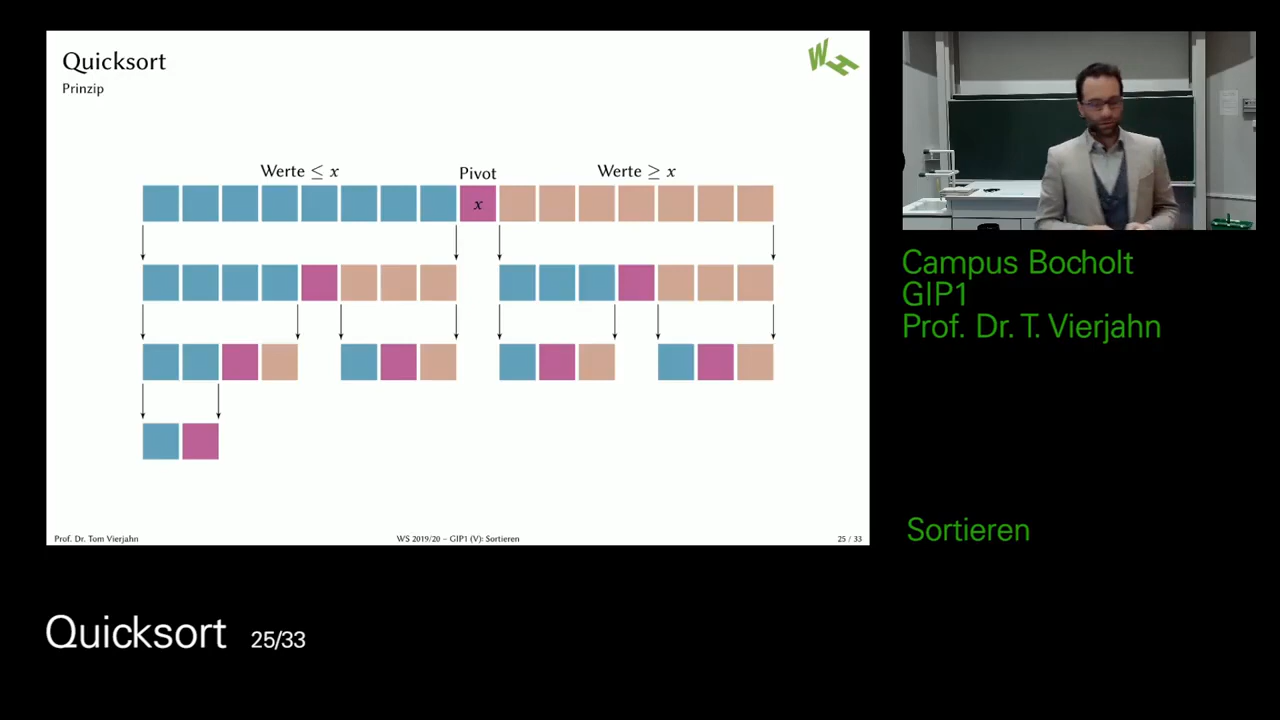 Quicksort
Prinzip
WH
Werte ≤ x
Pivot
Werte ≥ x
x
Prof. Dr. Tom Vierjahn
WS 2019/20 – GIP1 (V): Sortieren
25 / 33
Campus Bocholt
GIP1
Prof. Dr. T. Vierjahn
Sortieren
Quicksort 25/33